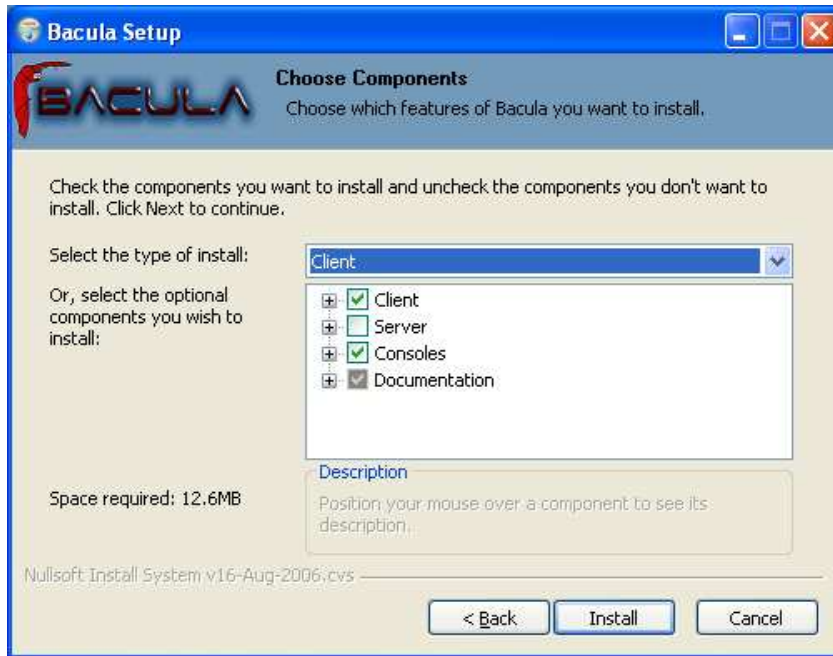 Bacula Setup
BACULA
Choose Components
Choose which features of Bacula you want to install.
Check the components you want to install and uncheck the components you don't want to
install. Click Next to continue.
Select the type of install:
Client
Or, select the optional
components you wish to
install:
Client
Server
Consoles
Documentation
Space required: 12.6MB
Description
Position your mouse over a component to see its
description.
Nullsoft Install System v16-Aug-2006.cvs
< Back
Install
Cancel